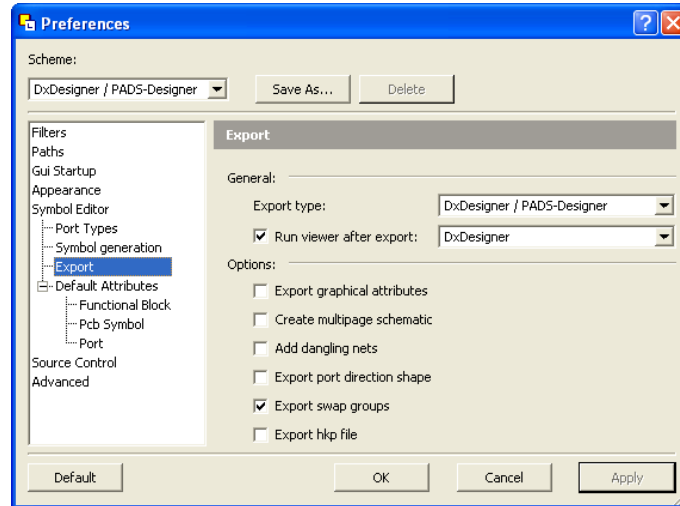 Preferences
Scheme:
DxDesigner / PADS-Designer
Save As...
Delete
Filters
Paths
Gui Startup
Appearance
Symbol Editor
Port Types
Symbol generation
Export
Default Attributes
Functional Block
Pcb Symbol
Port
Source Control
Advanced
Export
General:
Export type:
DxDesigner / PADS-Designer
Run viewer after export:
DxDesigner
Options:
Export graphical attributes
Create multipage schematic
Add dangling nets
Export port direction shape
Export swap groups
Export hkp file
Default
OK
Cancel
Apply